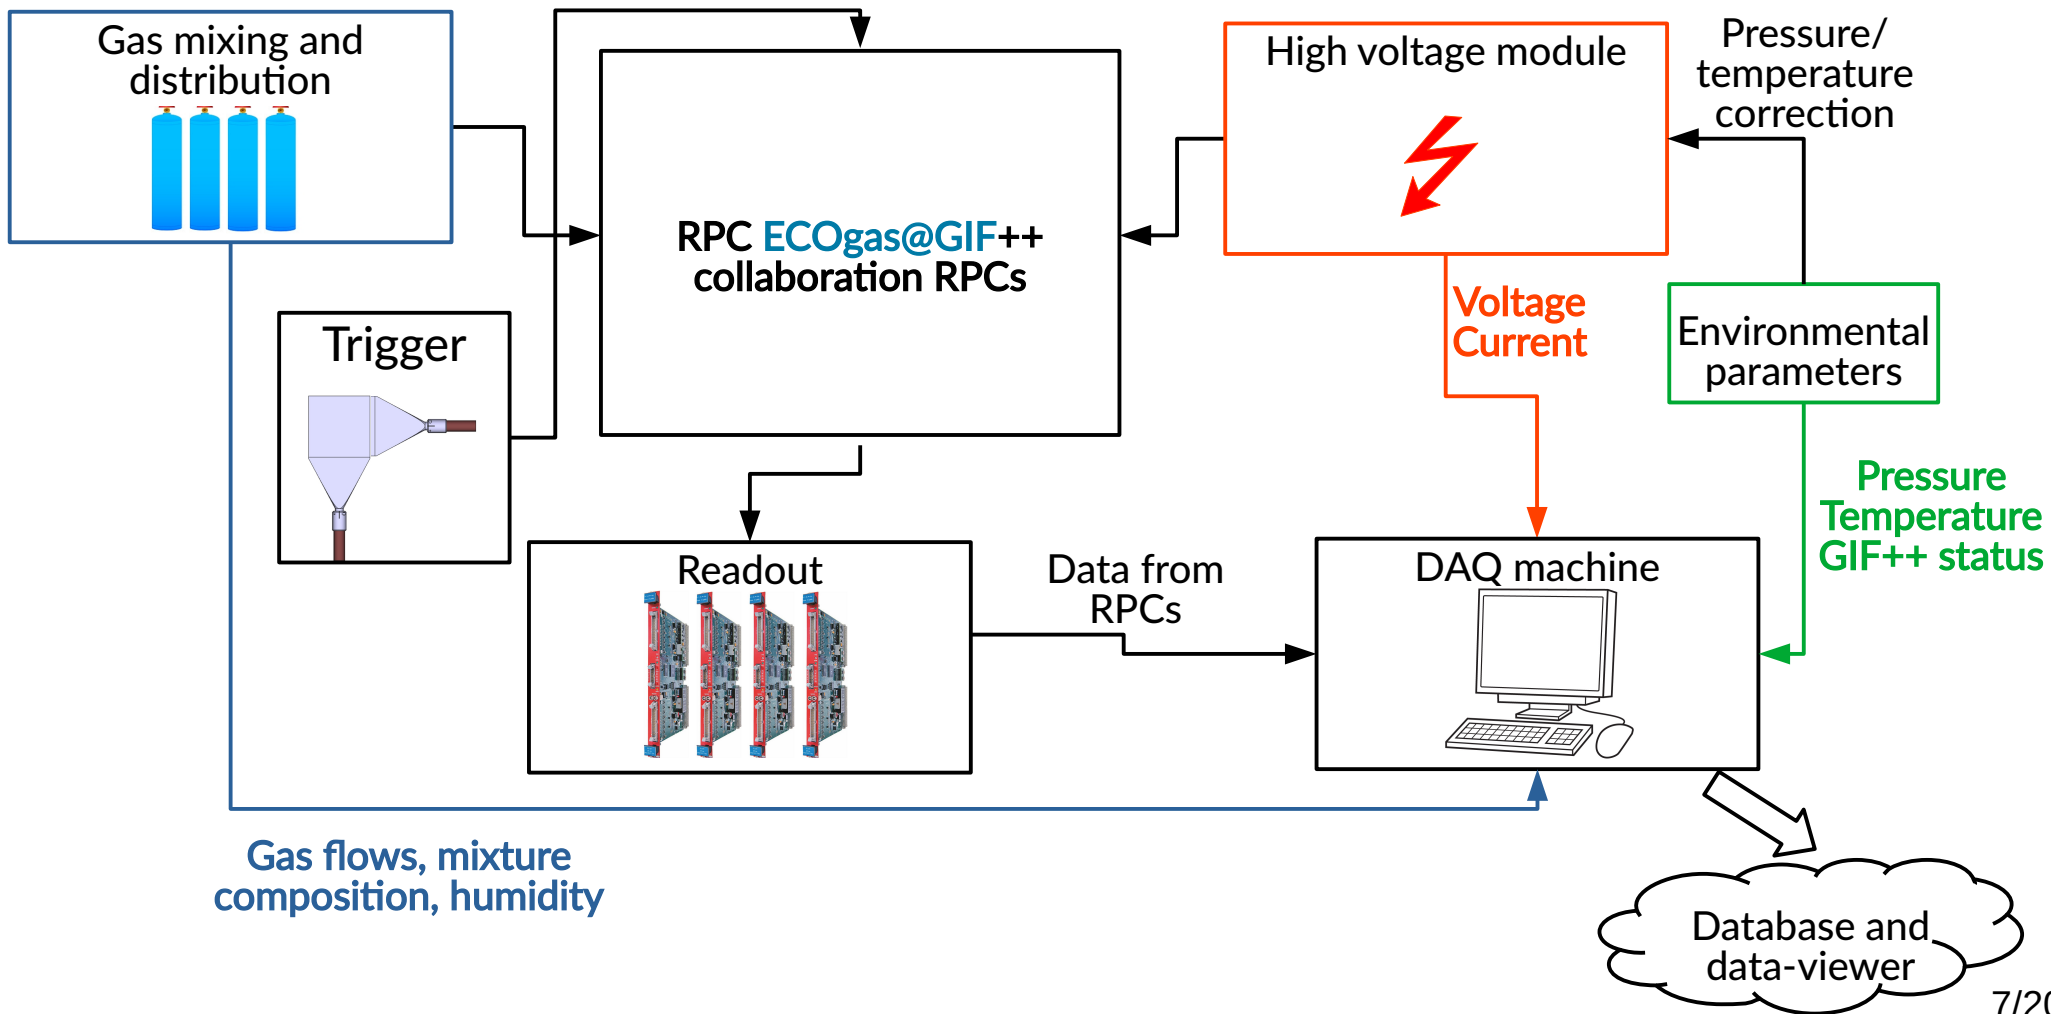 Gas mixing and
distribution
High voltage module
Pressure/
temperature
correction
RPC ECOgas@GIF++
collaboration RPCs
Trigger
Voltage
Current
Environmental
parameters
Pressure
Temperature
GIF++ status
Readout
Data from
RPCs
DAQ machine
Gas flows, mixture
composition, humidity
Database and
data-viewer
7/20